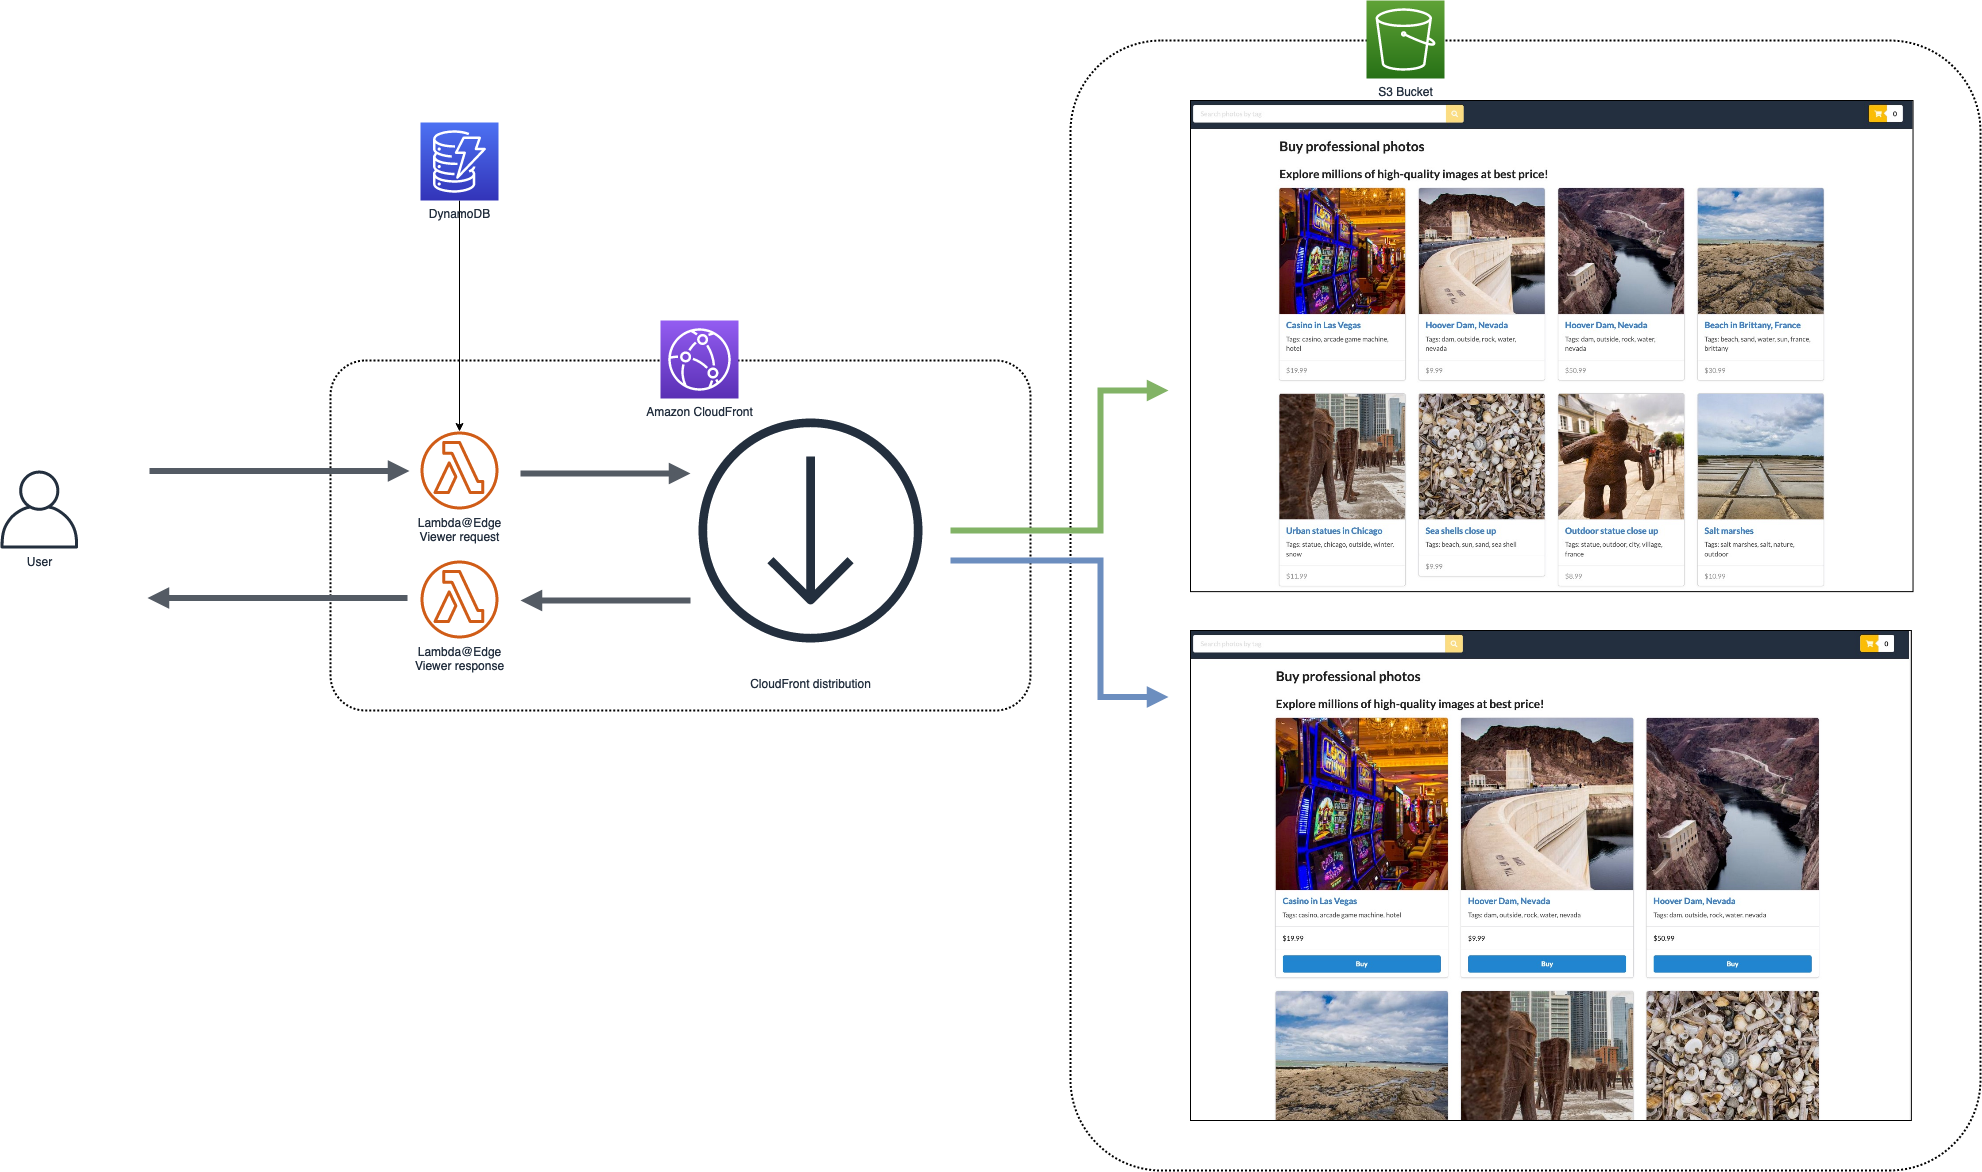 S3 Bucket
Search photos by tag
0
Buy professional photos
Explore millions of high-quality images at best price!
Casino in Las Vegas
Tags: casino, arcade game machine,
hotel
$19.99
Hoover Dam, Nevada
Tags: dam, outside, rock, water,
nevada
$9.99
Hoover Dam, Nevada
Tags: dam, outside, rock, water,
nevada
$50.99
Beach in Brittany, France
Tags: beach, sand, water, sun, france,
brittany
$30.99
Urban statues in Chicago
Tags: statue, chicago, outside, winter,
snow
$11.99
Sea shells close up
Tags: beach, sun, sand, sea shell
$9.99
Outdoor statue close up
Tags: statue, outdoor, city, village,
france
$8.99
Salt marshes
Tags: salt marshes, salt, nature,
outdoor
$10.99
DynamoDB
Amazon CloudFront
User
Lambda@Edge
Viewer request
Lambda@Edge
Viewer response
CloudFront distribution
Search photos by tag
0
Buy professional photos
Explore millions of high-quality images at best price!
Casino in Las Vegas
Tags: casino, arcade game machine, hotel
$19.99
Buy
Hoover Dam, Nevada
Tags: dam, outside, rock, water, nevada
$9.99
Buy
Hoover Dam, Nevada
Tags: dam, outside, rock, water, nevada
$50.99
Buy